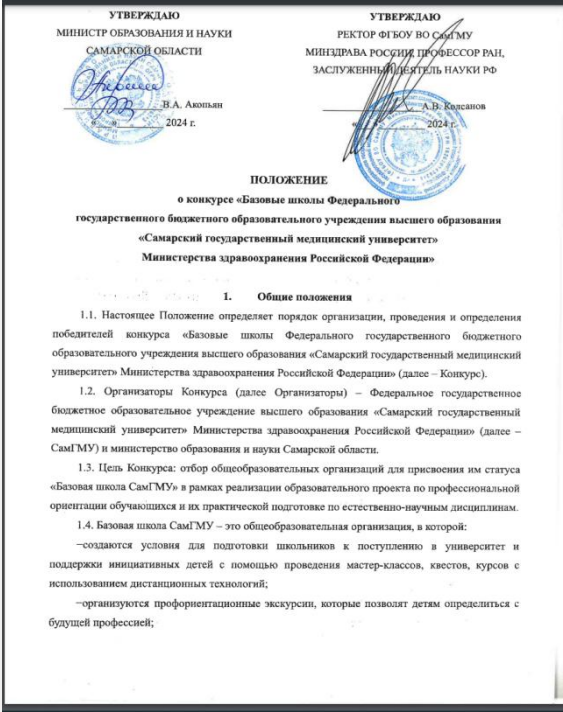 УТВЕРЖДАЮ
МИНИСТР ОБРАЗОВАНИЯ И НАУКИ
САМАРСКОЙ ОБЛАСТИ
В.А. Акопьян
«___»________ 2024 г.
УТВЕРЖДАЮ
РЕКТОР ФГБОУ ВО СамГМУ
МИНЗДРАВА РОССИИ, ПРОФЕССОР РАН,
ЗАСЛУЖЕННЫЙ ДЕЯТЕЛЬ НАУКИ РФ
А.В. Колсанов
«___»________ 2024 г.
ПОЛОЖЕНИЕ
о конкурсе «Базовые школы Федерального
государственного бюджетного образовательного учреждения высшего образования
«Самарский государственный медицинский университет»
Министерства здравоохранения Российской Федерации»
1. Общие положения
1.1. Настоящее Положение определяет порядок организации, проведения и определения
победителей конкурса «Базовые школы Федерального государственного бюджетного
образовательного учреждения высшего образования «Самарский государственный медицинский
университет» Министерства здравоохранения Российской Федерации» (далее – Конкурс).
1.2. Организаторы Конкурса (далее Организаторы) – Федеральное государственное
бюджетное образовательное учреждение высшего образования «Самарский государственный
медицинский университет» Министерства здравоохранения Российской Федерации» (далее –
СамГМУ) и министерство образования и науки Самарской области.
1.3. Цель Конкурса: отбор общеобразовательных организаций для присвоения им статуса
«Базовая школа СамГМУ» в рамках реализации образовательного проекта по профессиональной
ориентации обучающихся и их практической подготовке по естественно-научным дисциплинам.
1.4. Базовая школа СамГМУ – это общеобразовательная организация, в которой:
−создаются условия для подготовки школьников к поступлению в университет и
поддержки инициативных детей с помощью проведения мастер-классов, квестов, курсов с
использованием дистанционных технологий;
−организуются профориентационные экскурсии, которые позволят детям определиться с
будущей профессией;